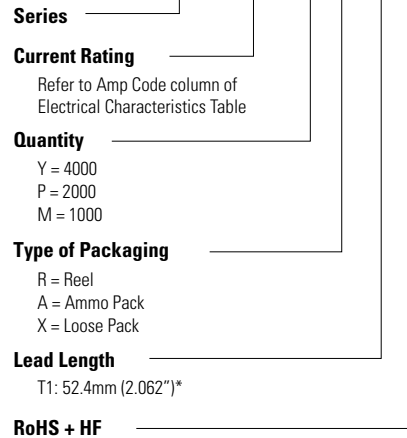 Series
Current Rating
Refer to Amp Code column of
Electrical Characteristics Table
Quantity
Y = 4000
P = 2000
M = 1000
Type of Packaging
R = Reel
A = Ammo Pack
X = Loose Pack
Lead Length
T1: 52.4mm (2.062″)*
RoHS + HF